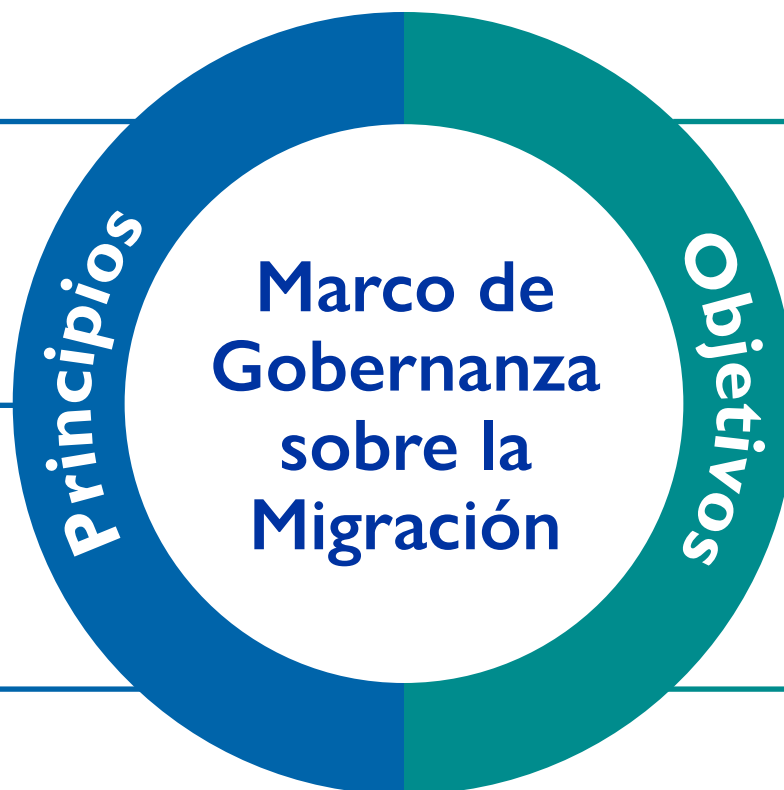 Principios
Marco de
Gobernanza
sobre la
Migración
Objetivos